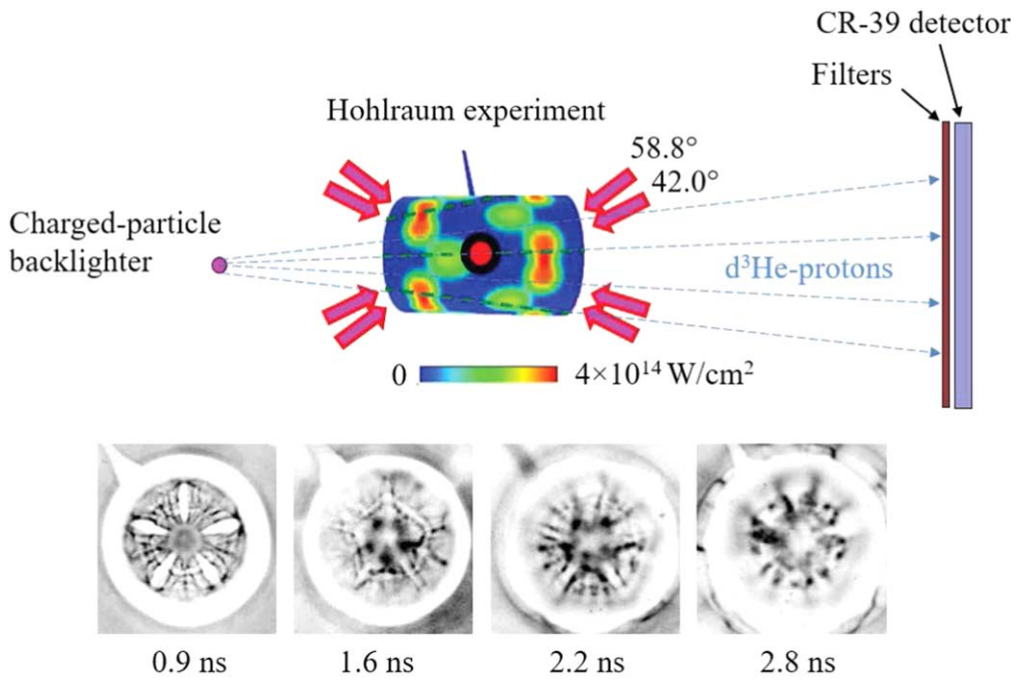 CR-39 detector
Filters
Hohlraum experiment
58.8°
42.0°
Charged-particle
backlighter
d³He-protons
0
4×10¹⁴ W/cm²
0.9 ns
1.6 ns
2.2 ns
2.8 ns